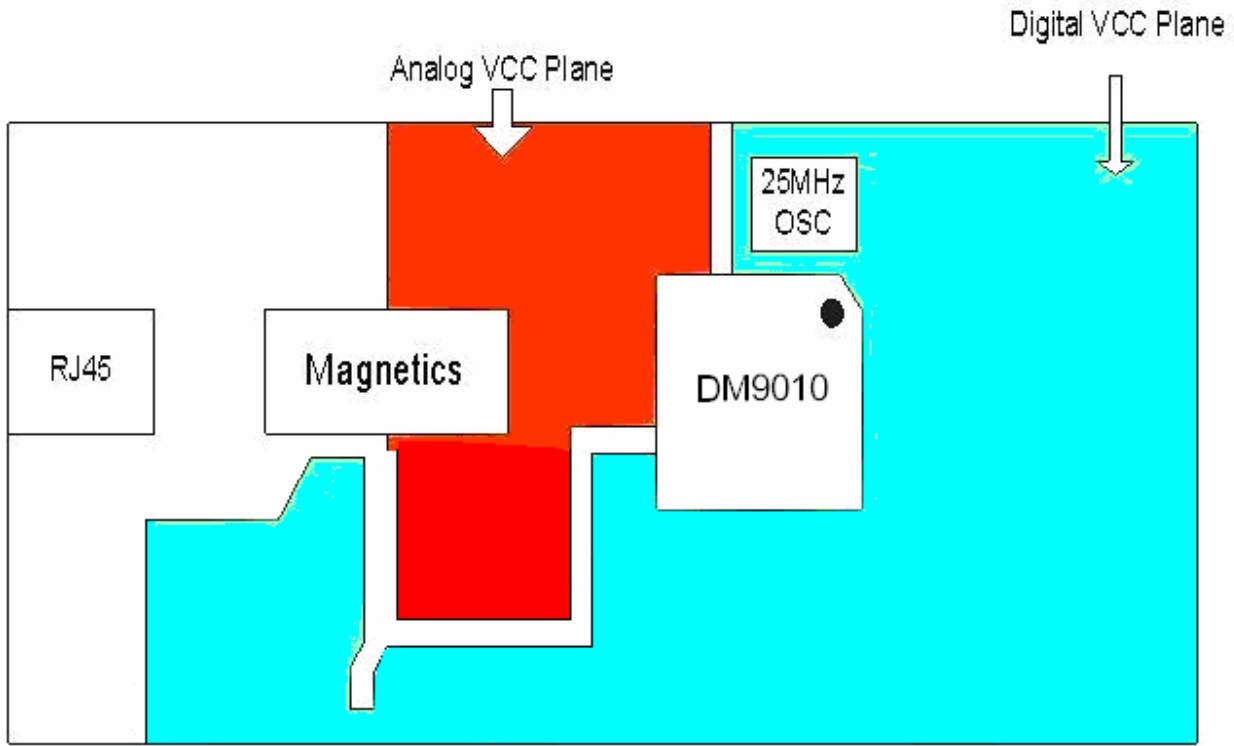 Digital VCC Plane
Analog VCC Plane
25MHz
OSC
RJ45
Magnetics
DM9010